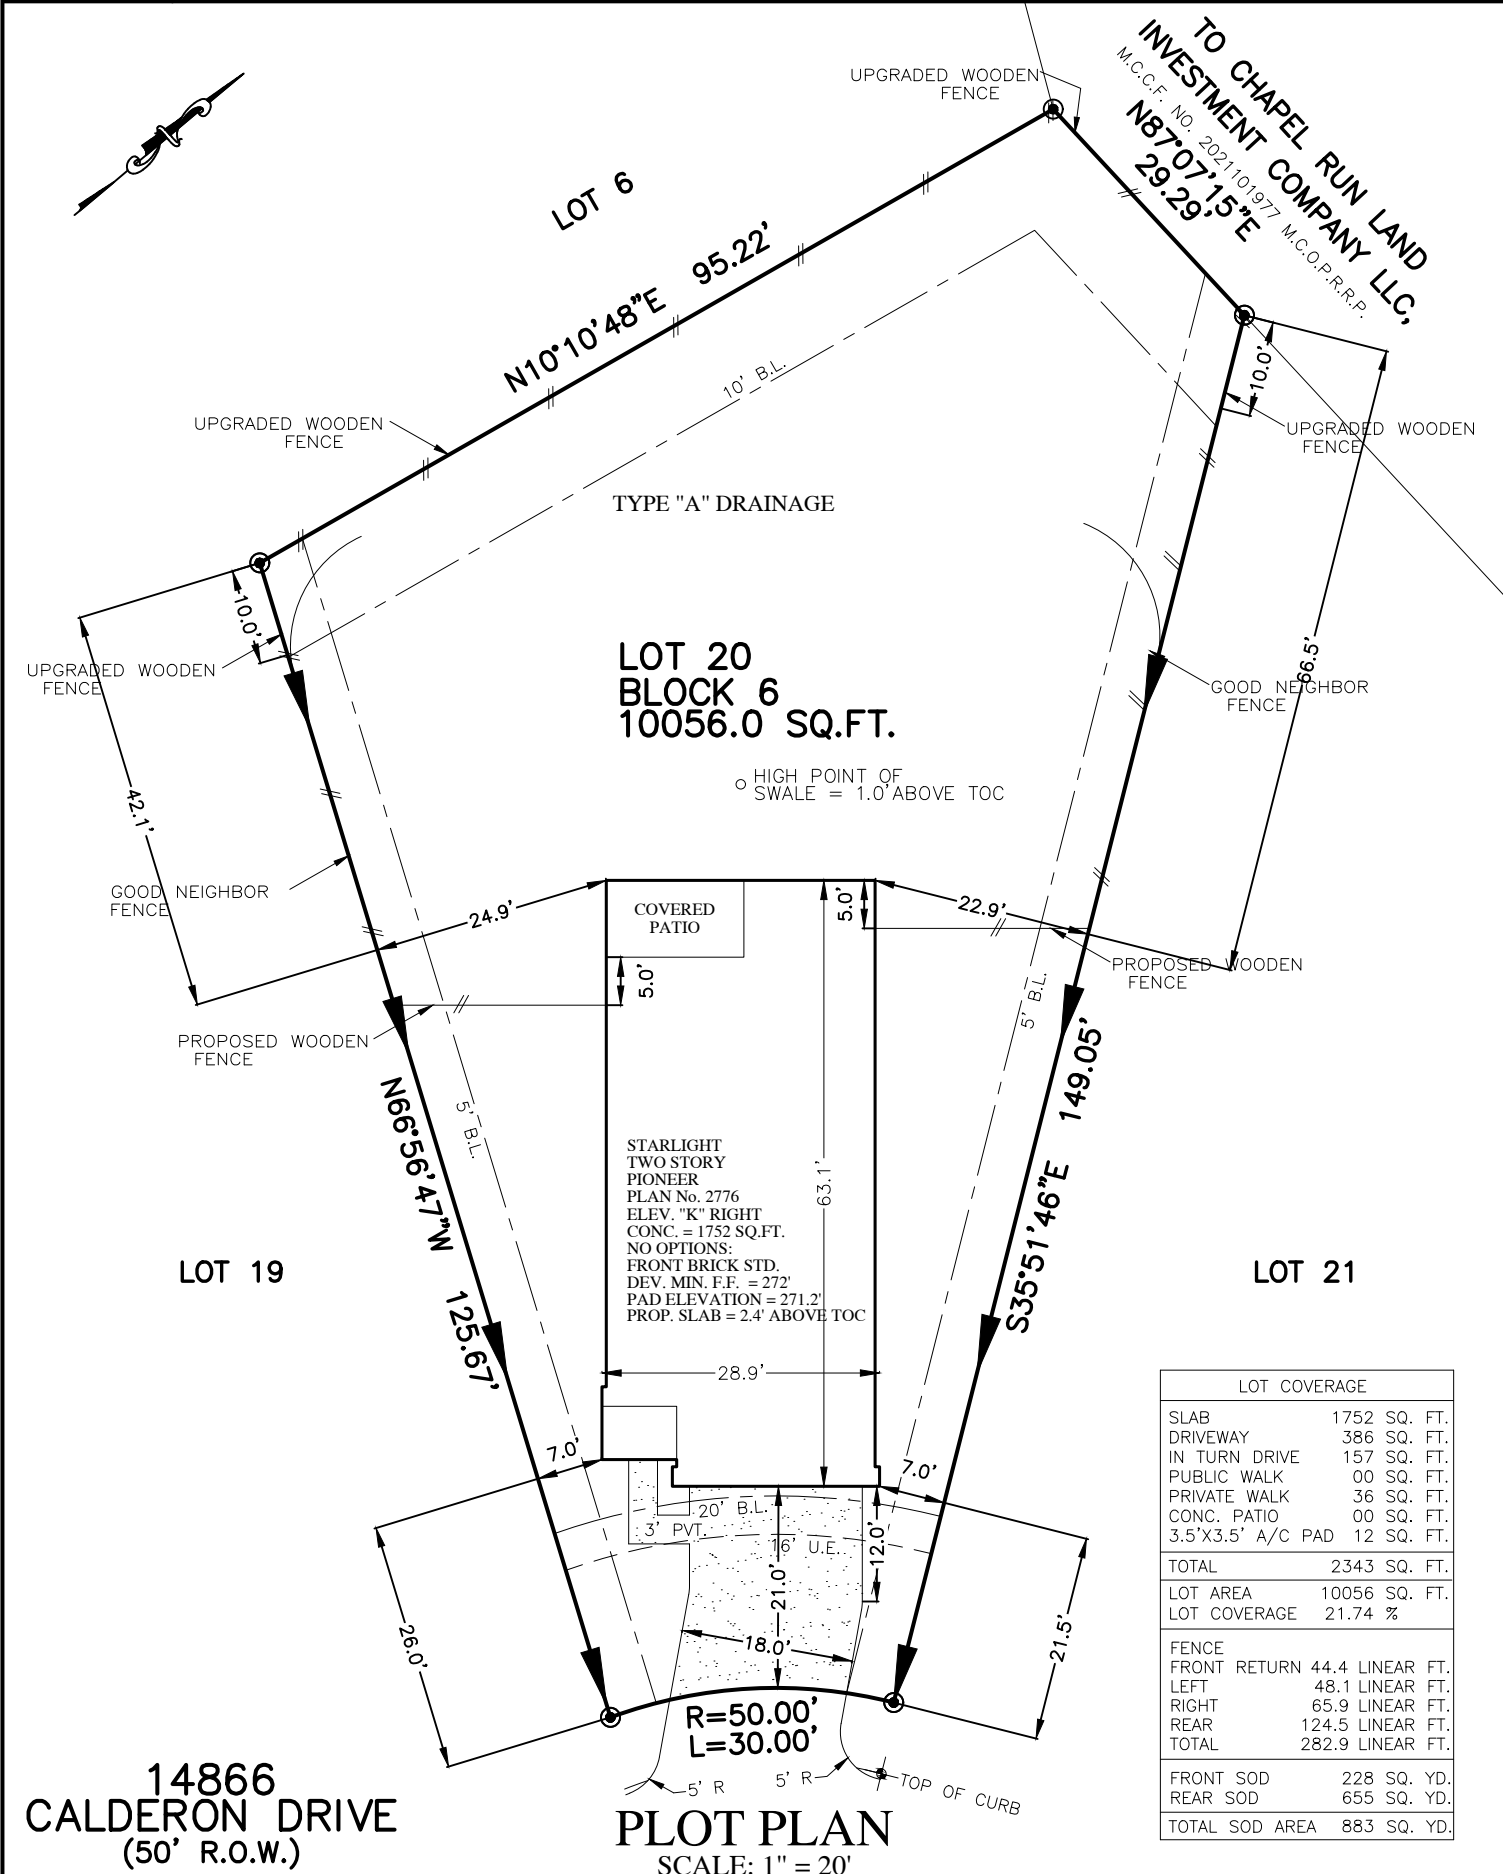 TO CHAPEL RUN LAND
INVESTMENT COMPANY LLC,
M.C.C.F. NO. 2021101977 M.C.O.P.R.R.P.
N87°07'15"E
29.29'
UPGRADED WOODEN
FENCE
LOT 6
N10°10'48"E 95.22'
10' B.L.
10.0'
UPGRADED WOODEN
FENCE
UPGRADED WOODEN
FENCE
TYPE "A" DRAINAGE
10.0'
UPGRADED WOODEN
FENCE
LOT 20
BLOCK 6
10056.0 SQ.FT.
66.5'
GOOD NEIGHBOR
FENCE
HIGH POINT OF
SWALE = 1.0' ABOVE TOC
42.1'
GOOD NEIGHBOR
FENCE
24.9'
COVERED
PATIO
5.0'
22.9'
5.0'
PROPOSED WOODEN
FENCE
PROPOSED WOODEN
FENCE
5' B.L.
149.05'
S35°51'46"E
N66°56'47"W
125.67'
5' B.L.
STARLIGHT
TWO STORY
PIONEER
PLAN No. 2776
ELEV. "K" RIGHT
CONC. = 1752 SQ.FT.
NO OPTIONS:
FRONT BRICK STD.
DEV. MIN. F.F. = 272'
PAD ELEVATION = 271.2'
PROP. SLAB = 2.4' ABOVE TOC
63.1'
28.9'
LOT 19
LOT 21
7.0'
7.0'
20' B.L.
3' PVT.
16' U.E.
12.0'
21.0'
18.0'
26.0'
21.5'
R=50.00'
L=30.00'
5' R
5' R
TOP OF CURB
LOT COVERAGE
SLAB 1752 SQ. FT.
DRIVEWAY 386 SQ. FT.
IN TURN DRIVE 157 SQ. FT.
PUBLIC WALK 00 SQ. FT.
PRIVATE WALK 36 SQ. FT.
CONC. PATIO 00 SQ. FT.
3.5'X3.5' A/C PAD 12 SQ. FT.
TOTAL 2343 SQ. FT.
LOT AREA 10056 SQ. FT.
LOT COVERAGE 21.74 %
FENCE
FRONT RETURN 44.4 LINEAR FT.
LEFT 48.1 LINEAR FT.
RIGHT 65.9 LINEAR FT.
REAR 124.5 LINEAR FT.
TOTAL 282.9 LINEAR FT.
FRONT SOD 228 SQ. YD.
REAR SOD 655 SQ. YD.
TOTAL SOD AREA 883 SQ. YD.
14866
CALDERON DRIVE
(50' R.O.W.)
PLOT PLAN
SCALE: 1" = 20'